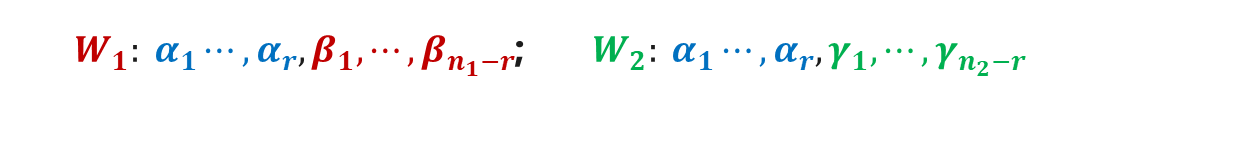 W₁: α₁ ⋯, αᵣ, β₁, ⋯, βₙ₁₋ᵣ; W₂: α₁ ⋯, αᵣ, γ₁, ⋯, γₙ₂₋ᵣ